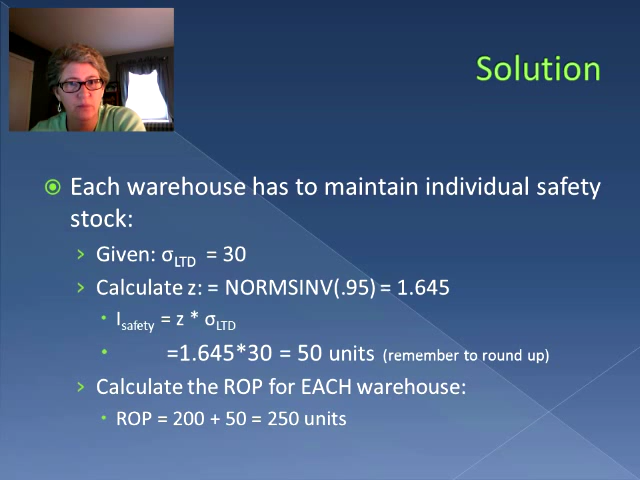 Solution
Each warehouse has to maintain individual safety
stock:
Given: σLTD = 30
Calculate z: = NORMSINV(.95) = 1.645
Isafety = z * σLTD
=1.645*30 = 50 units (remember to round up)
Calculate the ROP for EACH warehouse:
ROP = 200 + 50 = 250 units